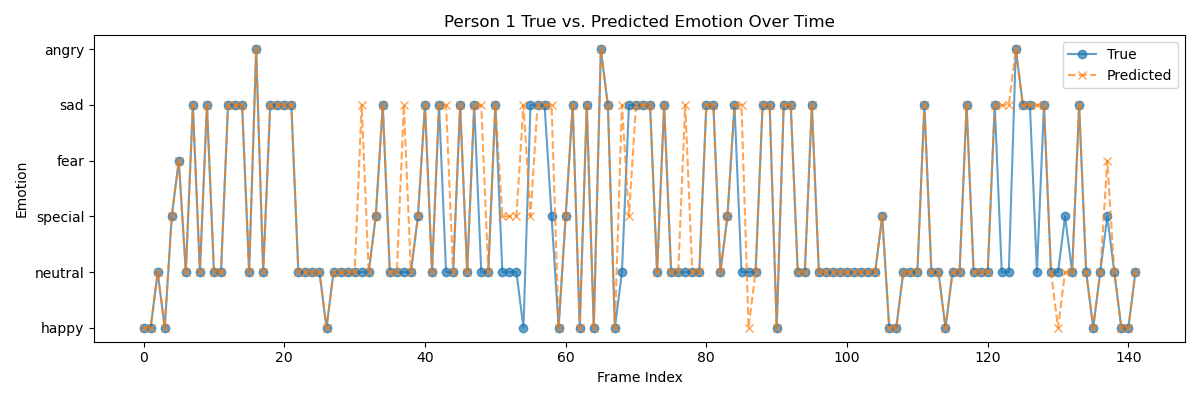 Person 1 True vs. Predicted Emotion Over Time
True
Predicted
angry
sad
fear
special
neutral
happy
Emotion
0 20 40 60 80 100 120 140
Frame Index